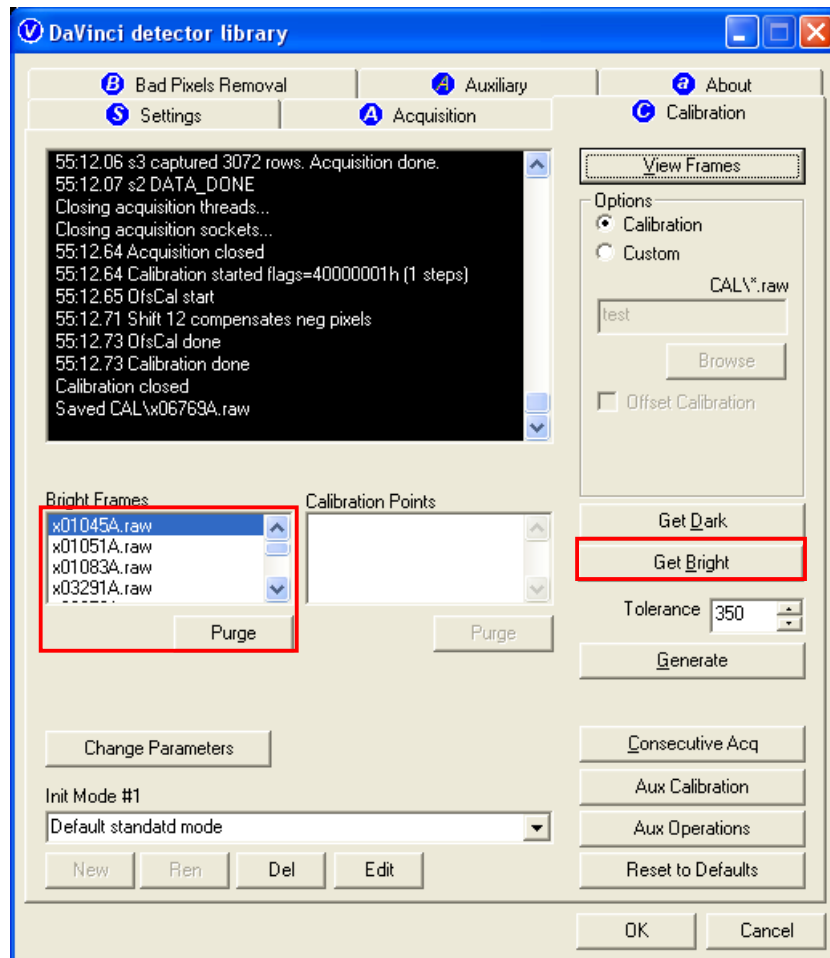 DaVinci detector library
Bad Pixels Removal
Auxiliary
About
Settings
Acquisition
Calibration
55:12.06 s3 captured 3072 rows. Acquisition done.
55:12.07 s2 DATA_DONE
Closing acquisition threads...
Closing acquisition sockets...
55:12.64 Acquisition closed
55:12.64 Calibration started flags=40000001h (1 steps)
55:12.65 OfsCal start
55:12.71 Shift 12 compensates neg pixels
55:12.73 OfsCal done
55:12.73 Calibration done
Calibration closed
Saved CAL\x06769A.raw
View Frames
Options
Calibration
Custom
CAL\*.raw
test
Browse
Offset Calibration
Bright Frames
x01045A.raw
x01051A.raw
x01083A.raw
x03291A.raw
Purge
Calibration Points
Purge
Get Dark
Get Bright
Tolerance 350
Generate
Change Parameters
Init Mode #1
Default standatd mode
New
Ren
Del
Edit
Consecutive Acq
Aux Calibration
Aux Operations
Reset to Defaults
OK
Cancel